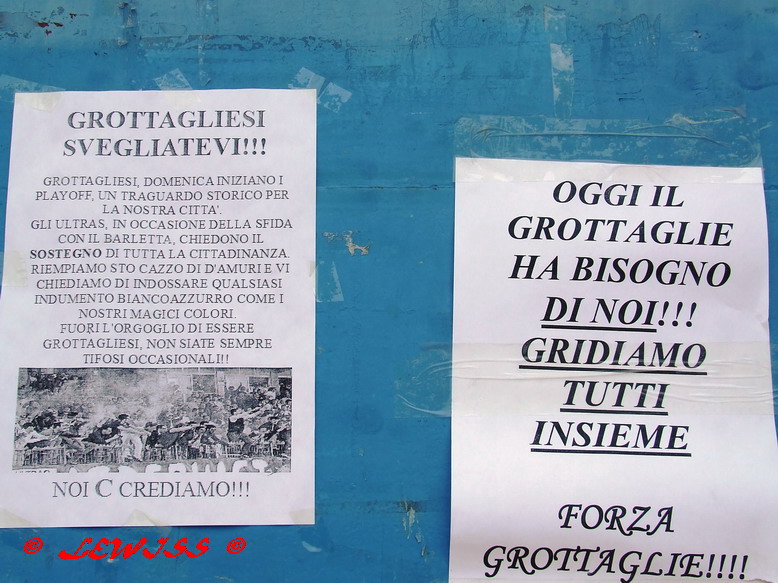 GROTTAGLIESI
SVEGLIATEVI!!!
GROTTAGLIESI, DOMENICA INIZIANO I
PLAYOFF, UN TRAGUARDO STORICO PER
LA NOSTRA CITTA'.
GLI ULTRAS, IN OCCASIONE DELLA SFIDA
CON IL BARLETTA, CHIEDONO IL
SOSTEGNO DI TUTTA LA CITTADINANZA.
RIEMPIAMO STO CAZZO DI D'AMURI E VI
CHIEDIAMO DI INDOSSARE QUALSIASI
INDUMENTO BIANCOAZZURRO COME I
NOSTRI MAGICI COLORI.
FUORI L'ORGOGLIO DI ESSERE
GROTTAGLIESI, NON SIATE SEMPRE
TIFOSI OCCASIONALI!!
NOI C CREDIAMO!!!
OGGI IL
GROTTAGLIE
HA BISOGNO
DI NOI!!!
GRIDIAMO
TUTTI
INSIEME
FORZA
GROTTAGLIE!!!!
© LEWISS ©